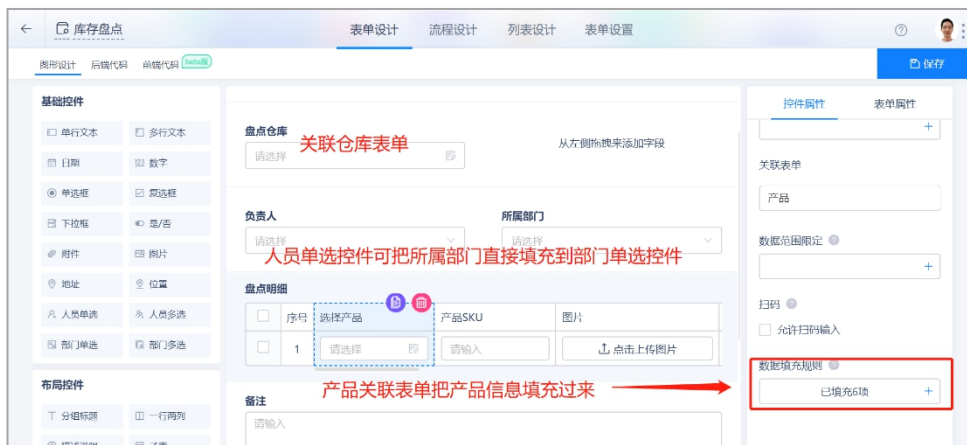 库存盘点
表单设计 流程设计 列表设计 表单设置
图形设计 后端代码 前端代码 beta版
保存
基础控件
单行文本 多行文本
日期 数字
单选框 复选框
下拉框 是/否
附件 图片
地址 位置
人员单选 人员多选
部门单选 部门多选
布局控件
分组标题 一行两列
盘点仓库
请选择
关联仓库表单
从左侧拖拽来添加字段
负责人 所属部门
请选择 请选择
人员单选控件可把所属部门直接填充到部门单选控件
盘点明细
序号 选择产品 产品SKU 图片
1 请选择 请输入 点击上传图片
产品关联表单把产品信息填充过来
备注
请输入
控件属性 表单属性
关联表单
产品
数据范围限定
扫码
允许扫码输入
数据填充规则
已填充6项